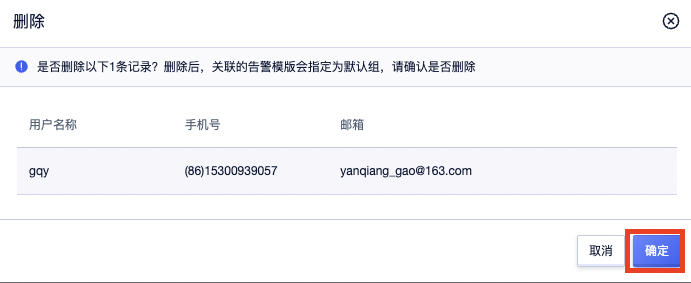 删除
是否删除以下1条记录？删除后，关联的告警模版会指定为默认组，请确认是否删除
用户名称 手机号 邮箱
gqy (86)15300939057 yanqiang_gao@163.com
取消 确定